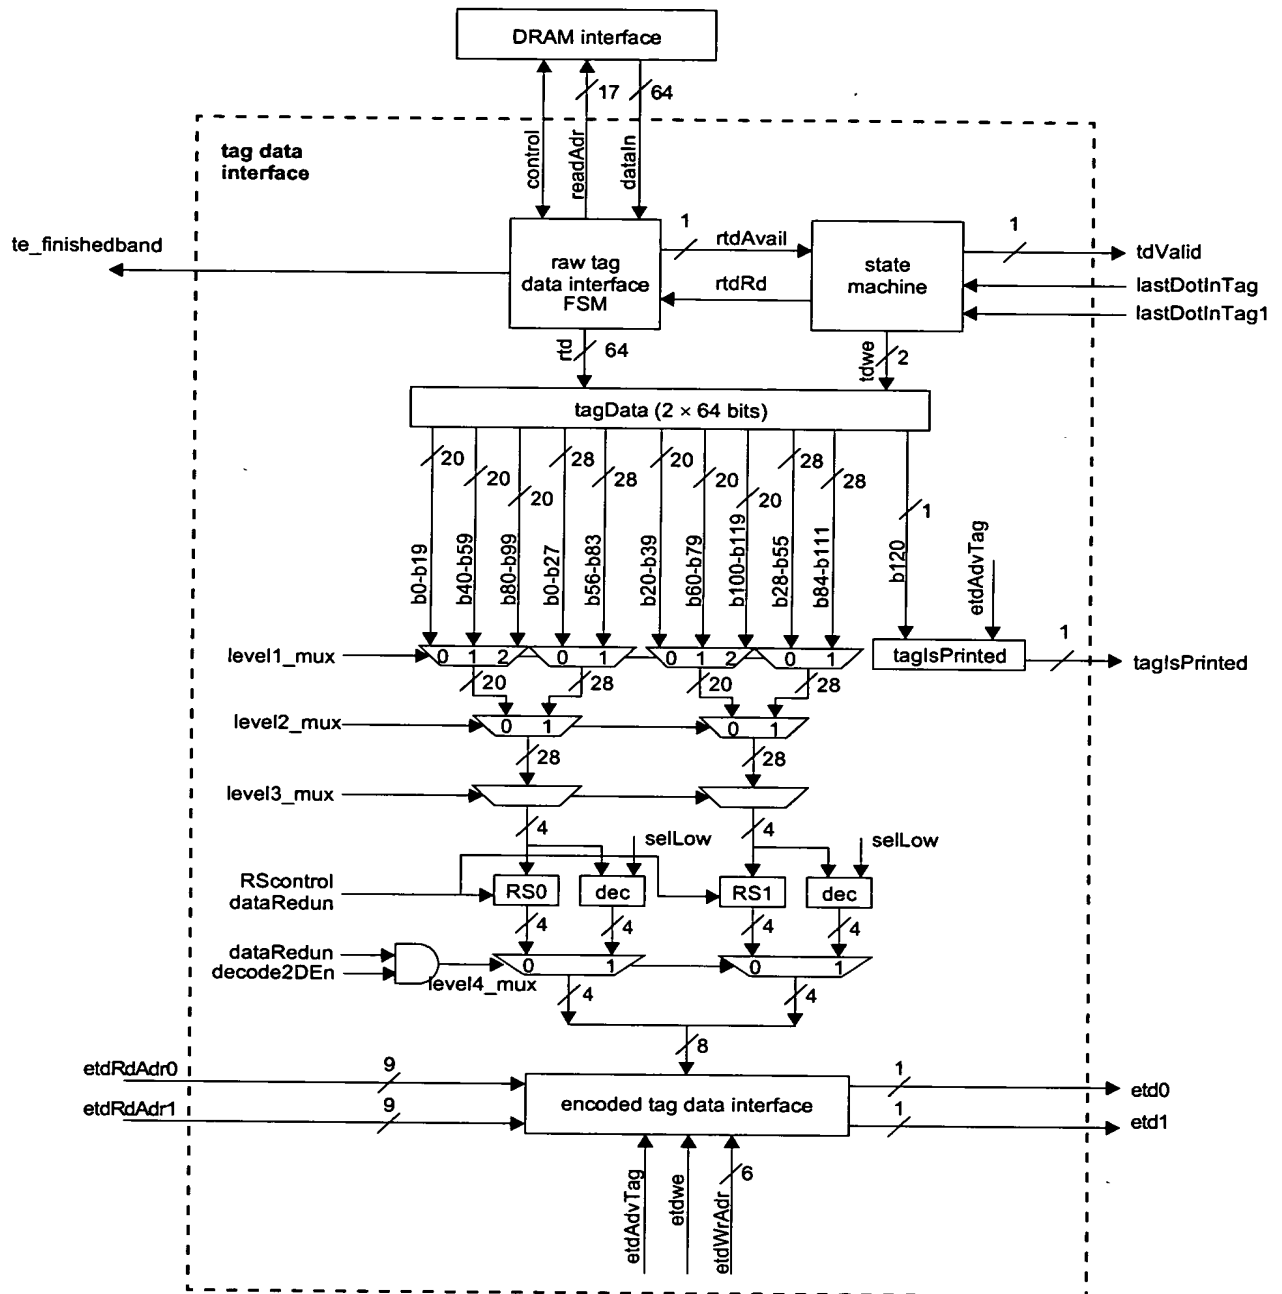 DRAM interface
17
64
tag data
interface
control
readAdr
dataIn
te_finishedband
raw tag
data interface
FSM
1
rtdAvail
rtdRd
state
machine
1
tdValid
lastDotInTag
lastDotInTag1
rtd
64
tdwe
2
tagData (2 × 64 bits)
20
20
20
28
28
20
20
20
28
28
1
b0-b19
b40-b59
b80-b99
b0-b27
b56-b83
b20-b39
b60-b79
b100-b119
b28-b55
b84-b111
b120
etdAdvTag
level1_mux
0 1 2
0 1
0 1 2
0 1
tagIsPrinted
1
tagIsPrinted
20
28
20
28
level2_mux
0 1
0 1
28
28
level3_mux
4
selLow
4
selLow
RScontrol
dataRedun
RS0
dec
RS1
dec
4
4
4
4
dataRedun
decode2DEn
level4_mux
0 1
0 1
4
4
8
etdRdAdr0
9
etdRdAdr1
9
encoded tag data interface
1
etd0
1
etd1
etdAdvTag
etdwe
etdWrAdr
6